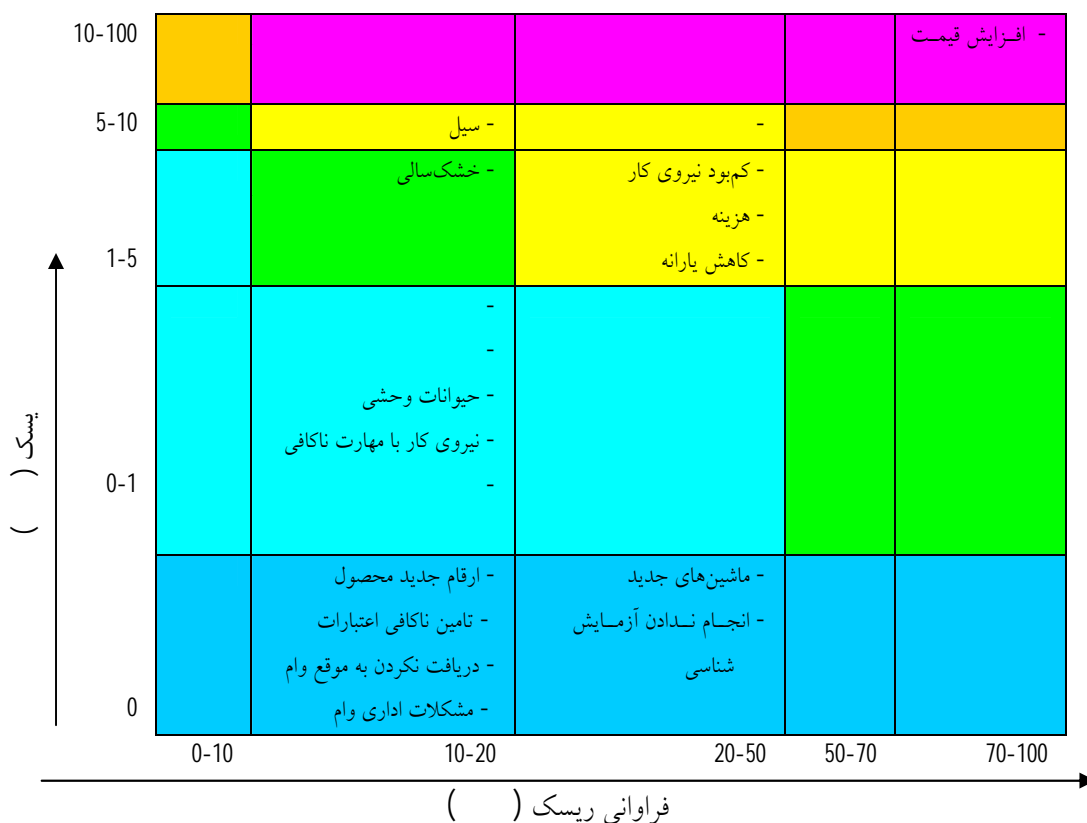 10-100
- افـزایش قیمـت
5-10
- سیل
-
1-5
- خشک‌سالی
- کم‌بود نیروی کار
- هزینه
- کاهش یارانه
0-1
-
-
- حیوانات وحشی
- نیروی کار با مهارت ناکافی
-
0
- ارقام جدید محصول
- تامین ناکافی اعتبارات
- دریافت نکردن به موقع وام
- مشکلات اداری وام
- ماشین‌های جدید
- انجـام نـدادن آزمـایش
شناسی
یسک (    )
0-10 10-20 20-50 50-70 70-100
فراوانی ریسک (    )